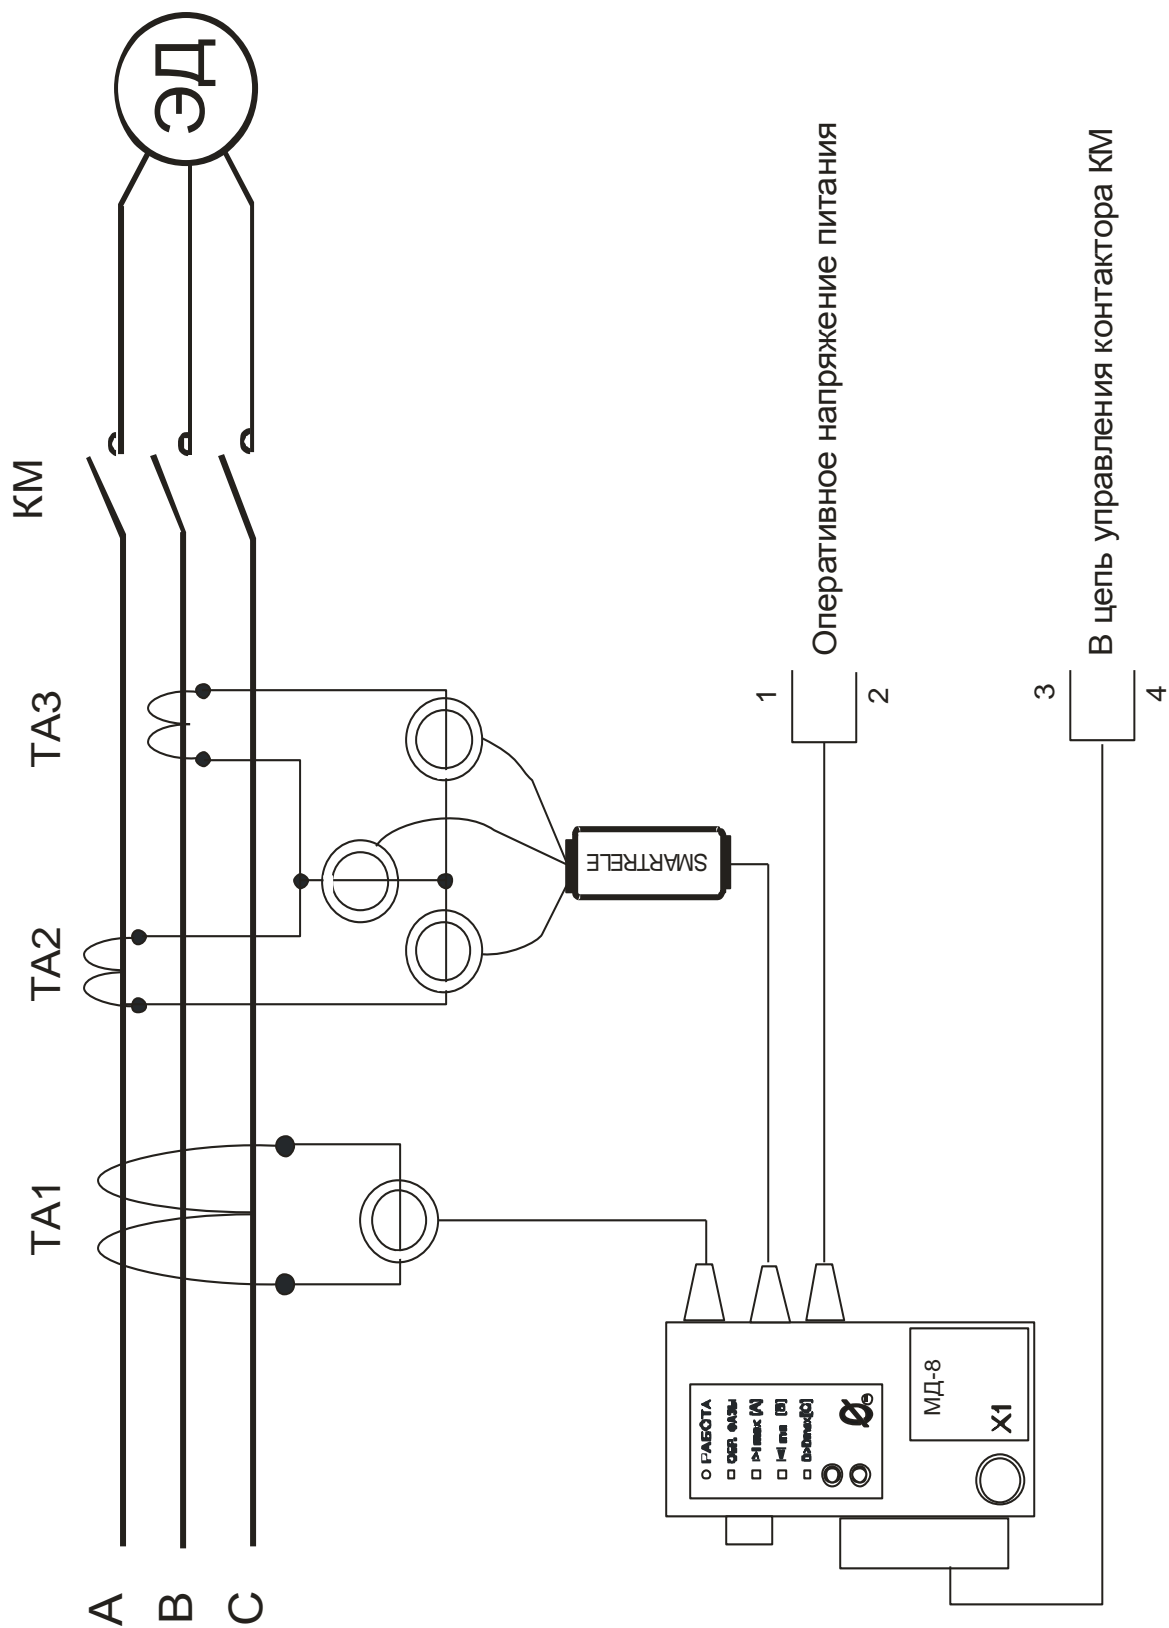 ЭД
КМ
ТА3
ТА2
ТА1
А
В
С
1
2
Оперативное напряжение питания
3
4
В цепь управления контактора КМ
SMARTRELE
РАБОТА
МД-8
X1